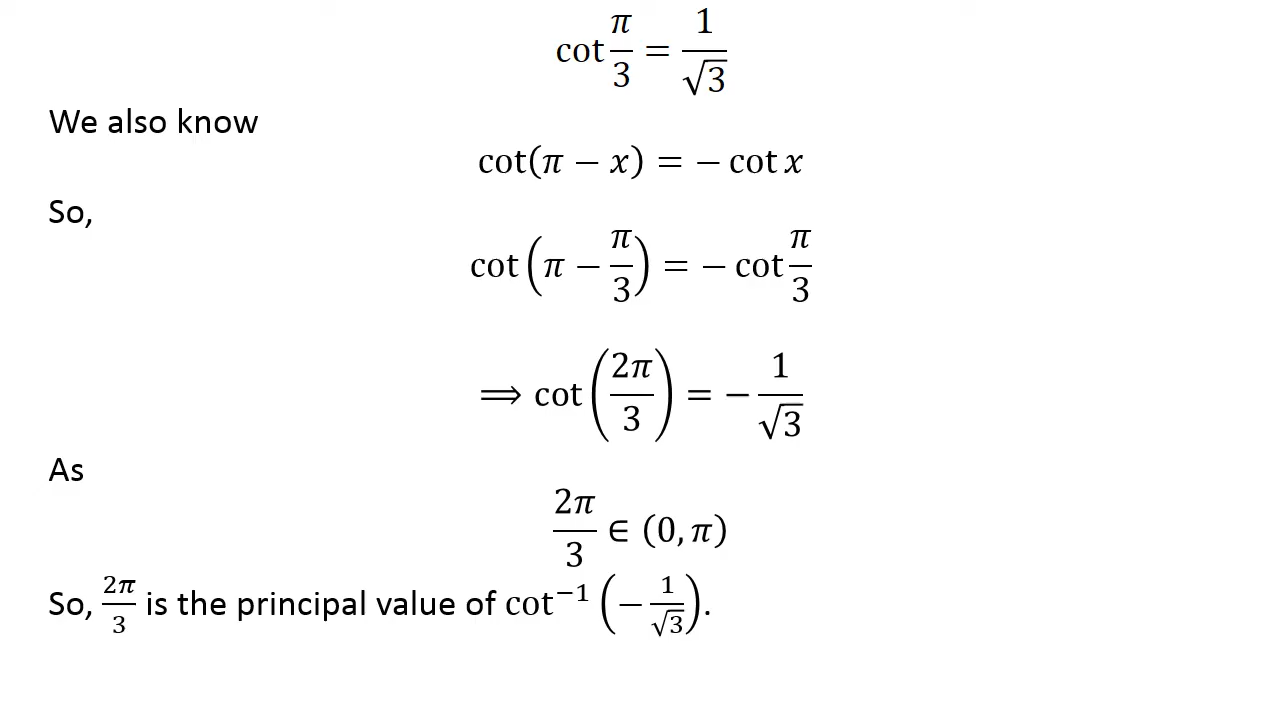 cot π/3 = 1/√3
We also know
cot(π − x) = − cot x
So,
cot(π − π/3) = − cot π/3
⟹ cot(2π/3) = − 1/√3
As
2π/3 ∈ (0, π)
So, 2π/3 is the principal value of cot⁻¹(− 1/√3).